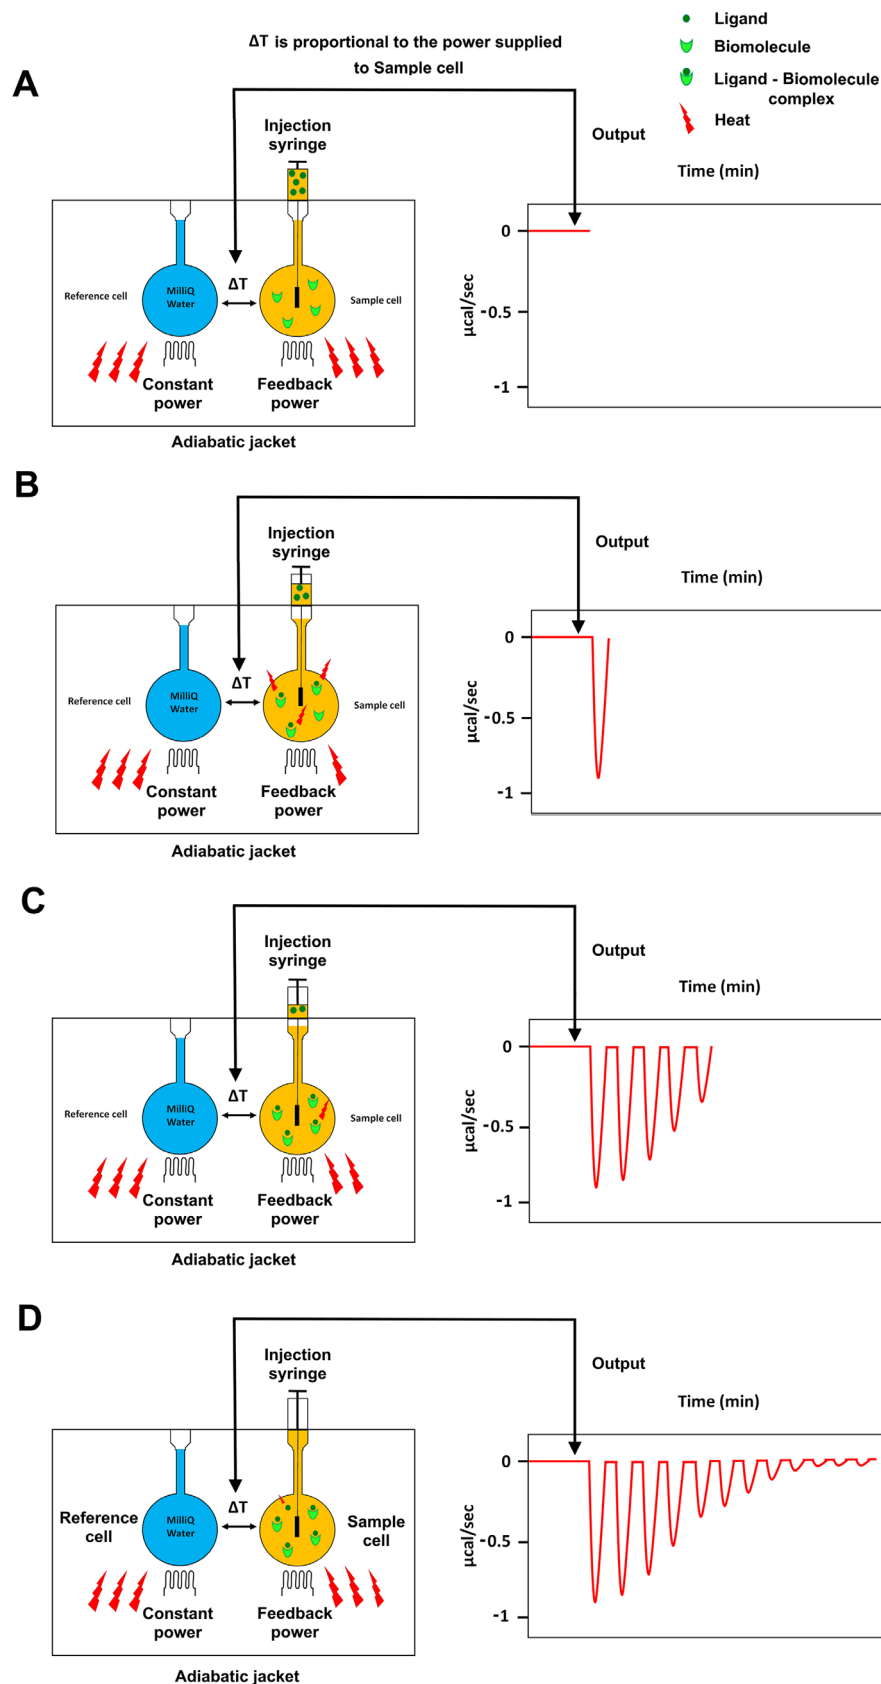 ΔT is proportional to the power supplied
to Sample cell
Ligand
Biomolecule
Ligand - Biomolecule
complex
Heat
A
Injection
syringe
Output
Time (min)
Reference cell
MilliQ
Water
ΔT
Sample cell
Constant
power
Feedback
power
Adiabatic jacket
0
-0.5
-1
µcal/sec
B
Injection
syringe
Output
Time (min)
Reference cell
MilliQ
Water
ΔT
Sample cell
Constant
power
Feedback
power
Adiabatic jacket
0
-0.5
-1
µcal/sec
C
Injection
syringe
Output
Time (min)
Reference cell
MilliQ
Water
ΔT
Sample cell
Constant
power
Feedback
power
Adiabatic jacket
0
-0.5
-1
µcal/sec
D
Injection
syringe
Output
Time (min)
Reference
cell
MilliQ
Water
ΔT
Sample
cell
Constant
power
Feedback
power
Adiabatic jacket
0
-0.5
-1
µcal/sec